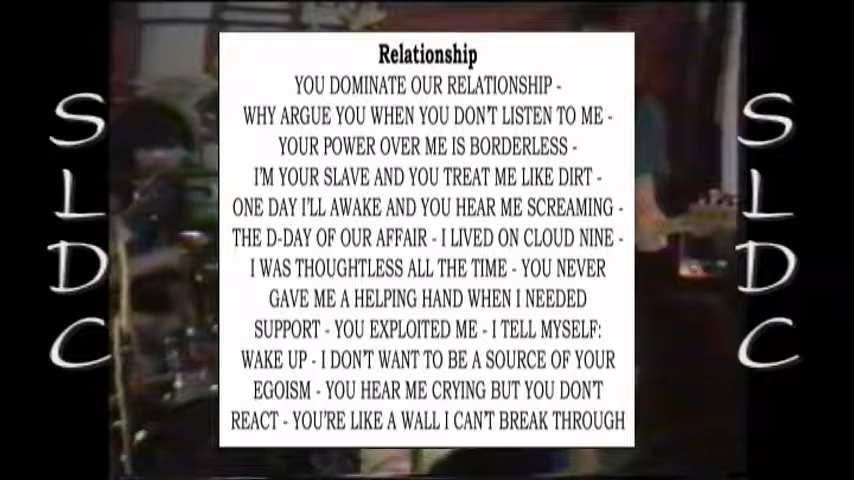 Relationship
YOU DOMINATE OUR RELATIONSHIP -
WHY ARGUE YOU WHEN YOU DON'T LISTEN TO ME -
YOUR POWER OVER ME IS BORDERLESS -
I'M YOUR SLAVE AND YOU TREAT ME LIKE DIRT -
ONE DAY I'LL AWAKE AND YOU HEAR ME SCREAMING -
THE D-DAY OF OUR AFFAIR - I LIVED ON CLOUD NINE -
I WAS THOUGHTLESS ALL THE TIME - YOU NEVER
GAVE ME A HELPING HAND WHEN I NEEDED
SUPPORT - YOU EXPLOITED ME - I TELL MYSELF:
WAKE UP - I DON'T WANT TO BE A SOURCE OF YOUR
EGOISM - YOU HEAR ME CRYING BUT YOU DON'T
REACT - YOU'RE LIKE A WALL I CAN'T BREAK THROUGH
SLDC
SLDC